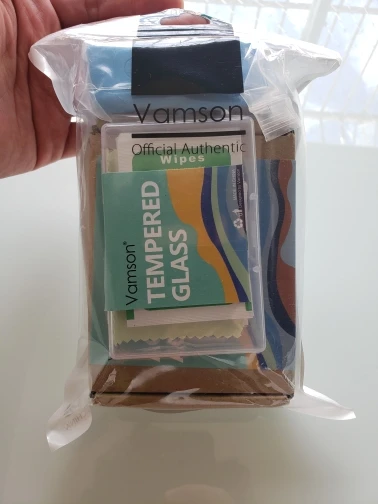 Vamson
Official Authentic
Wipes
Vamson®
TEMPERED
GLASS